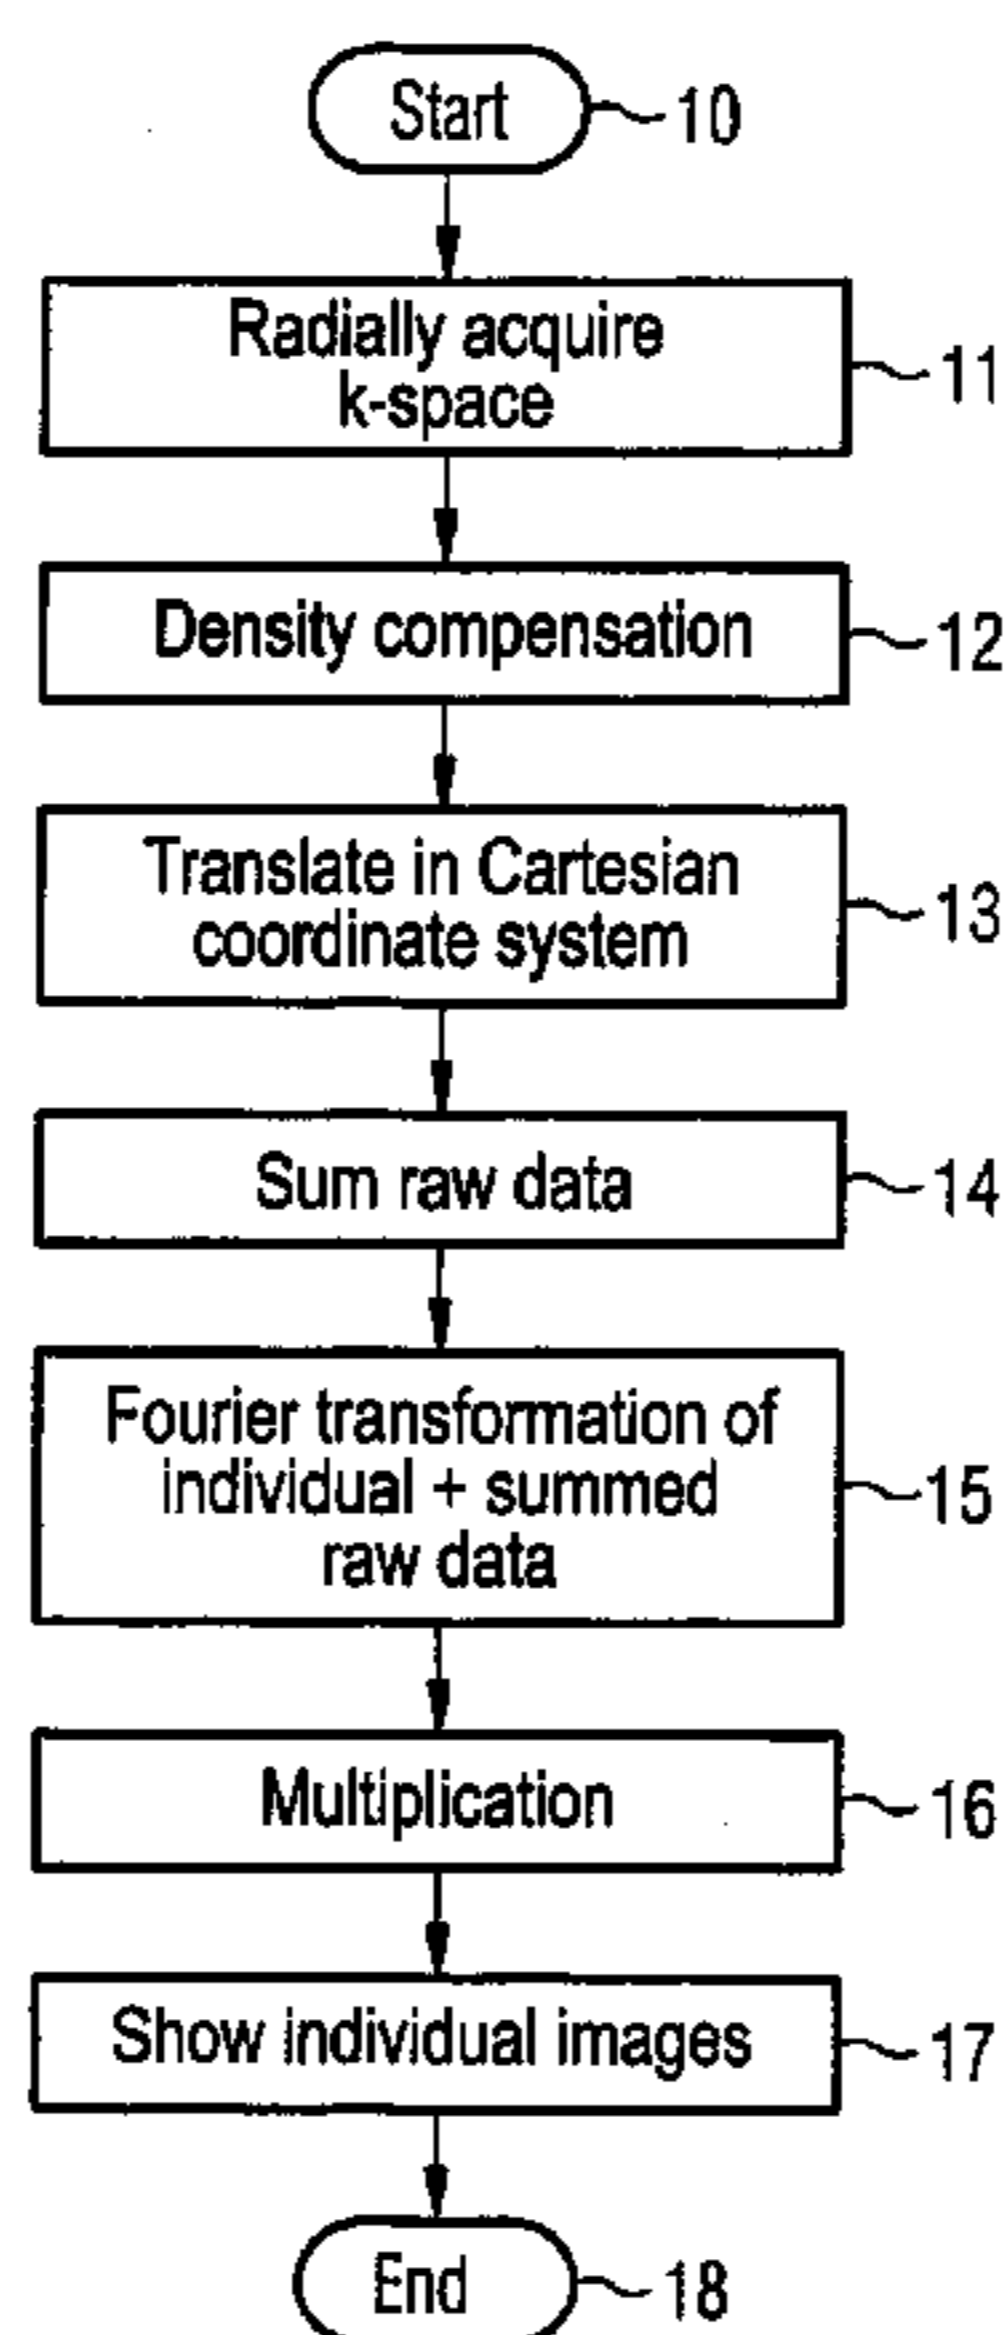 Start
10
Radially acquire
k-space
11
Density compensation
12
Translate in Cartesian
coordinate system
13
Sum raw data
14
Fourier transformation of
individual + summed
raw data
15
Multiplication
16
Show individual images
17
End
18